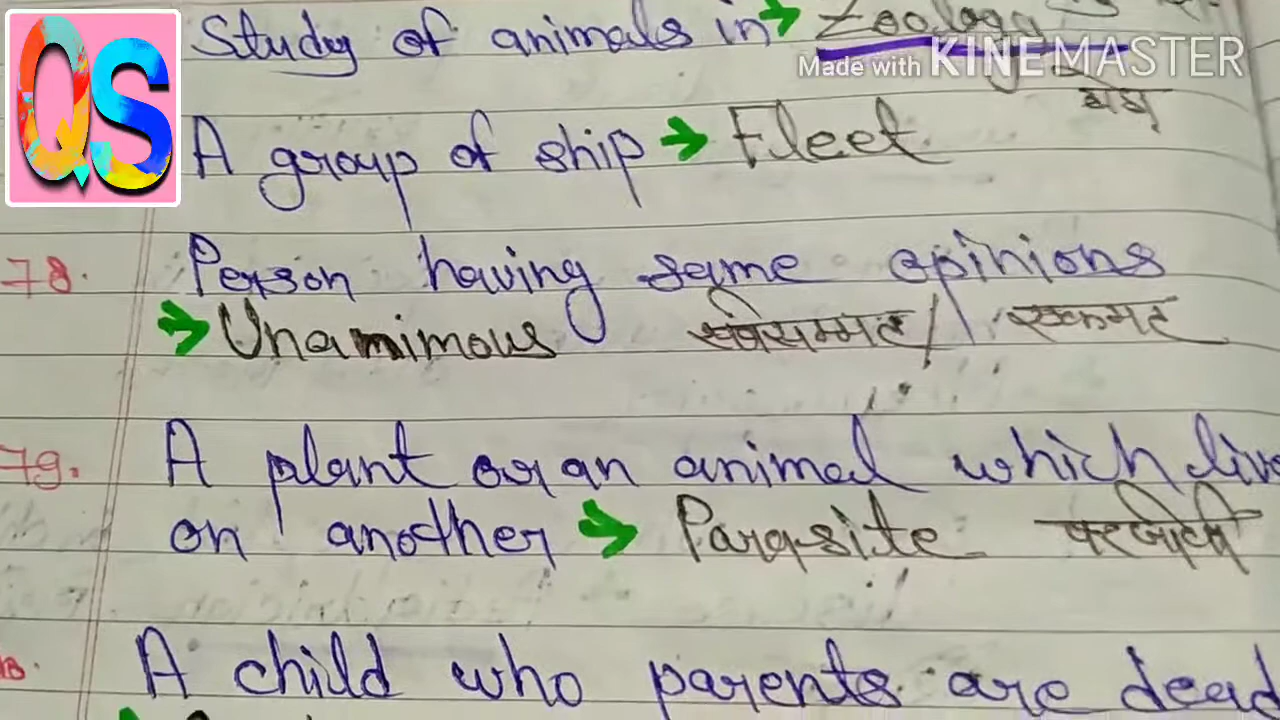 QS
Study of animals in → Zoology
Made with KINEMASTER
A group of ship → Fleet
78. Person having same opinions
→ Unanimous सर्वसम्मत / एकमत
79. A plant or an animal which live
on another → Parasite परजीवी
A child who parents are dead